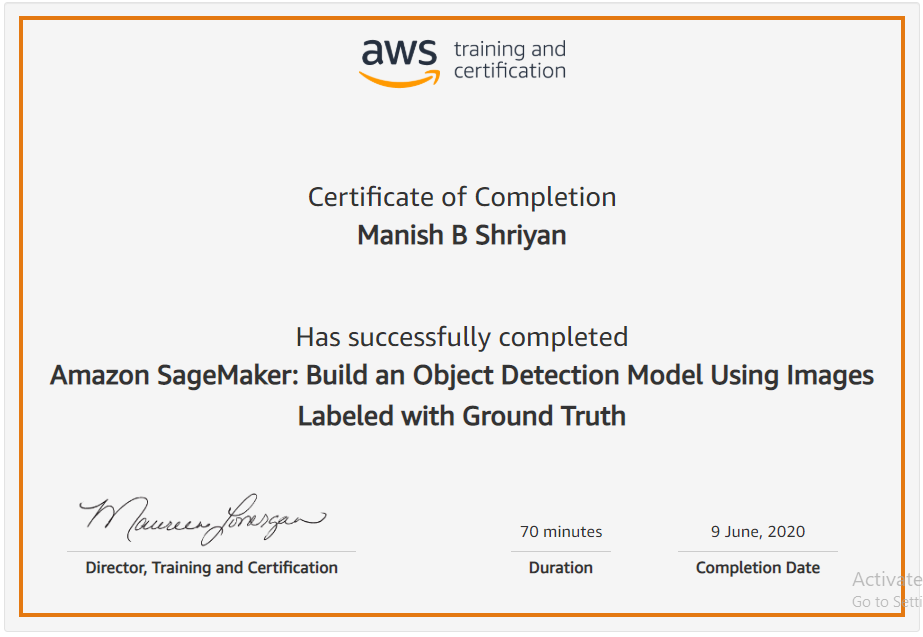 aws training and
certification
Certificate of Completion
Manish B Shriyan
Has successfully completed
Amazon SageMaker: Build an Object Detection Model Using Images
Labeled with Ground Truth
Maureen Lonergan
70 minutes
9 June, 2020
Director, Training and Certification
Duration
Completion Date
Activate
Go to Setti